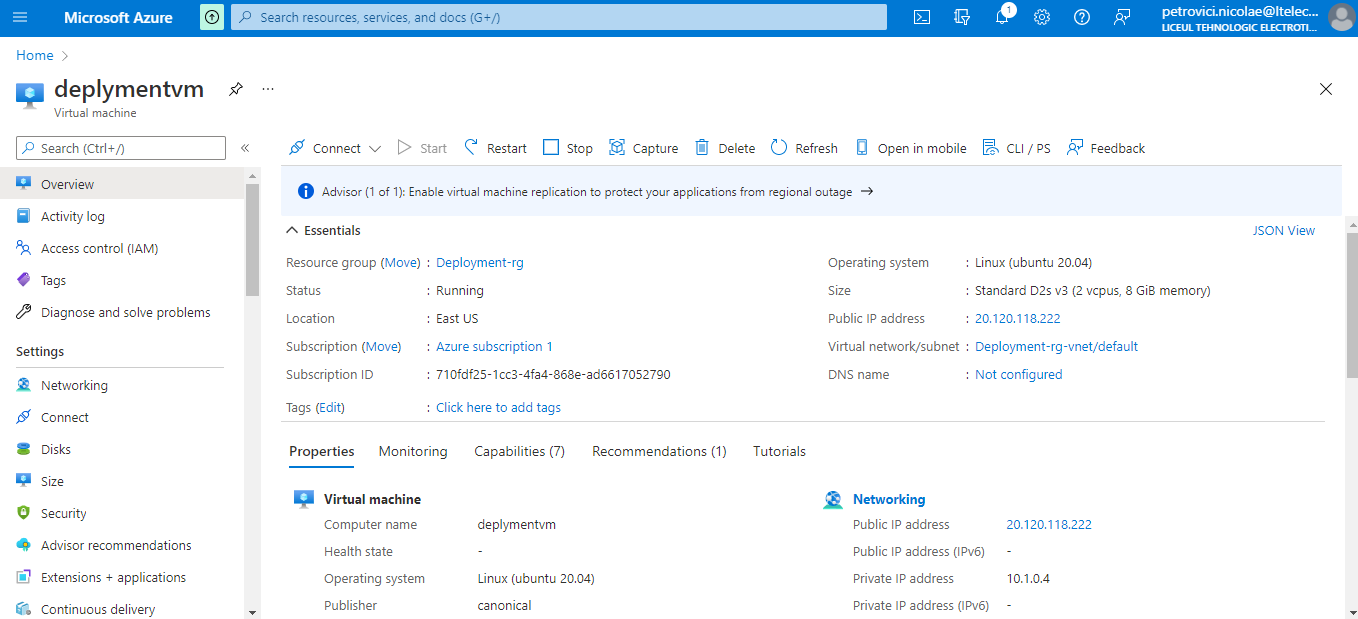 Microsoft Azure
Search resources, services, and docs (G+/)
1
petrovici.nicolae@ltelec...
LICEUL TEHNOLOGIC ELECTROTI...
Home
deplymentvm
Virtual machine
Search (Ctrl+/)
Overview
Activity log
Access control (IAM)
Tags
Diagnose and solve problems
Settings
Networking
Connect
Disks
Size
Security
Advisor recommendations
Extensions + applications
Continuous delivery
Connect Start Restart Stop Capture Delete Refresh Open in mobile CLI / PS Feedback
Advisor (1 of 1): Enable virtual machine replication to protect your applications from regional outage →
Essentials
JSON View
Resource group (Move) : Deployment-rg
Status : Running
Location : East US
Subscription (Move) : Azure subscription 1
Subscription ID : 710fdf25-1cc3-4fa4-868e-ad6617052790
Tags (Edit) : Click here to add tags
Operating system : Linux (ubuntu 20.04)
Size : Standard D2s v3 (2 vcpus, 8 GiB memory)
Public IP address : 20.120.118.222
Virtual network/subnet : Deployment-rg-vnet/default
DNS name : Not configured
Properties Monitoring Capabilities (7) Recommendations (1) Tutorials
Virtual machine
Computer name deplymentvm
Health state -
Operating system Linux (ubuntu 20.04)
Publisher canonical
Networking
Public IP address 20.120.118.222
Public IP address (IPv6) -
Private IP address 10.1.0.4
Private IP address (IPv6) -